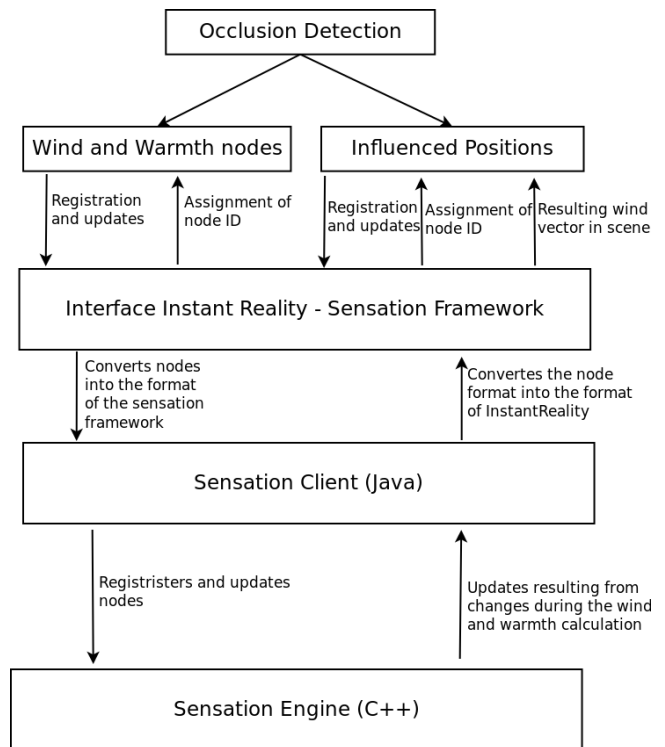 Occlusion Detection
Wind and Warmth nodes
Influenced Positions
Registration
and updates
Assignment of
node ID
Registration
and updates
Assignment of
node ID
Resulting wind
vector in scene
Interface Instant Reality - Sensation Framework
Converts nodes
into the format
of the sensation
framework
Convertes the node
format into the format
of InstantReality
Sensation Client (Java)
Registristers and updates
nodes
Updates resulting from
changes during the wind
and warmth calculation
Sensation Engine (C++)